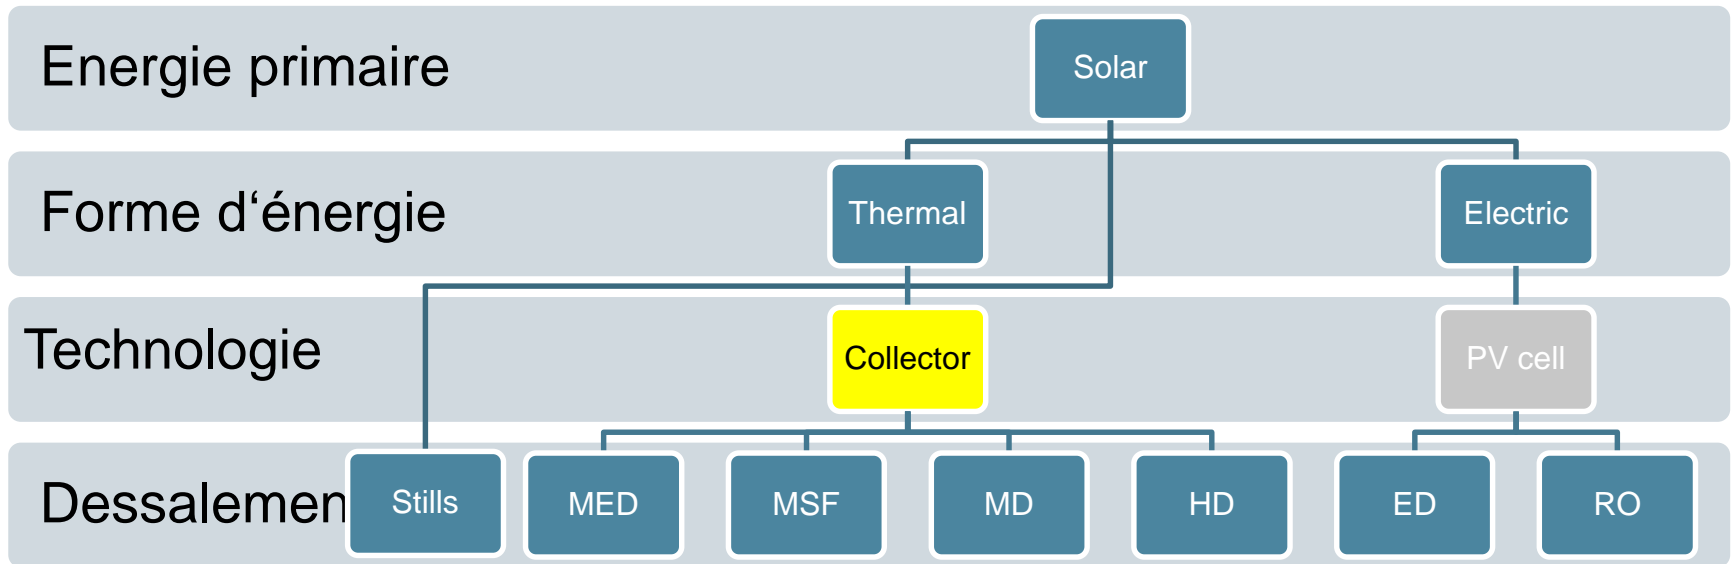 Energie primaire
Solar
Forme d‘énergie
Thermal
Electric
Technologie
Collector
PV cell
Dessalemen
Stills
MED
MSF
MD
HD
ED
RO